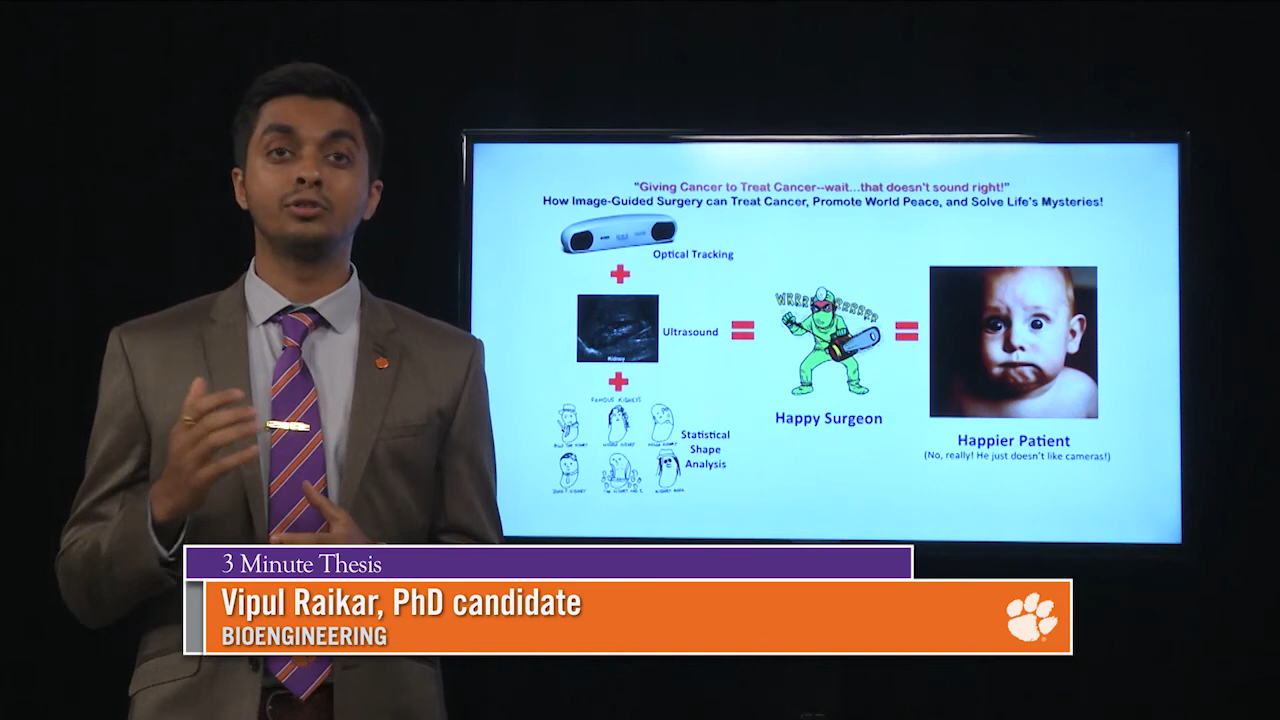 "Giving Cancer to Treat Cancer--wait...that doesn't sound right!"
How Image-Guided Surgery can Treat Cancer, Promote World Peace, and Solve Life's Mysteries!
Optical Tracking
Ultrasound
Kidney
FAMOUS KIDNEYS
Statistical
Shape
Analysis
Happy Surgeon
Happier Patient
(No, really! He just doesn't like cameras!)
3 Minute Thesis
Vipul Raikar, PhD candidate
BIOENGINEERING